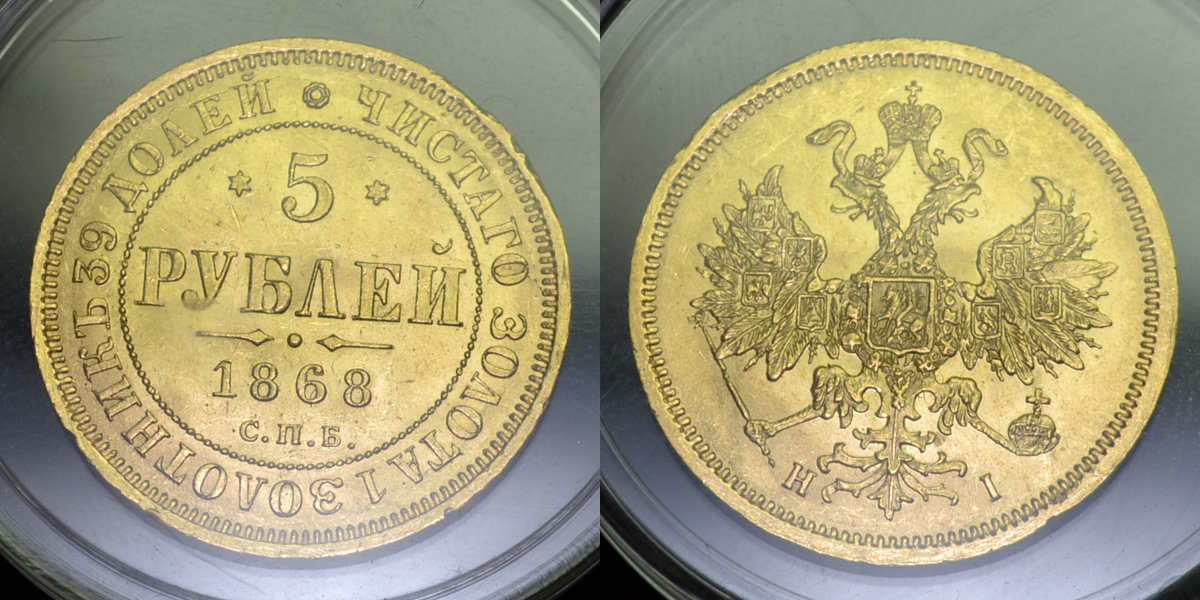 ЧИСТАГО ЗОЛОТА 1 ЗОЛОТНИКЪ 39 ДОЛЕЙ
5
РУБЛЕЙ
1868
С.П.Б.
Н I